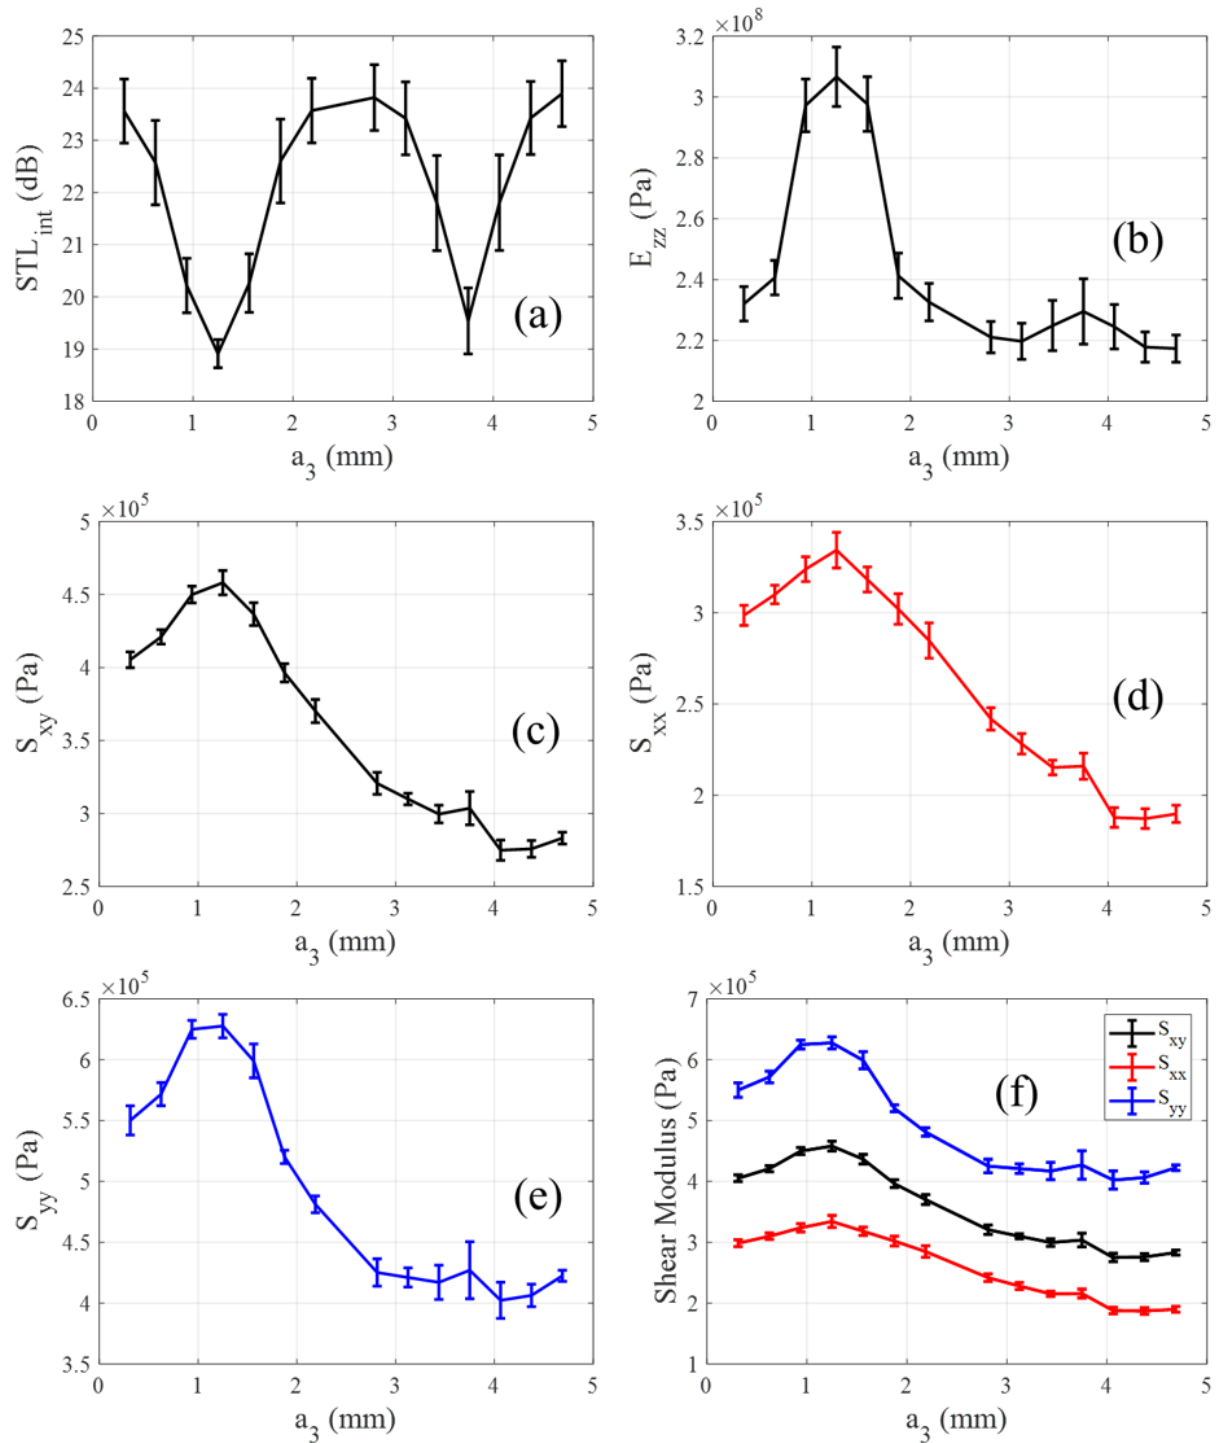 25
24
23
22
21
20
19
18
STL_int (dB)
(a)
0 1 2 3 4 5
a_3 (mm)
×10^8
3.2
3
2.8
2.6
2.4
2.2
2
E_zz (Pa)
(b)
0 1 2 3 4 5
a_3 (mm)
×10^5
5
4.5
4
3.5
3
2.5
S_xy (Pa)
(c)
0 1 2 3 4 5
a_3 (mm)
×10^5
3.5
3
2.5
2
1.5
S_xx (Pa)
(d)
0 1 2 3 4 5
a_3 (mm)
×10^5
6.5
6
5.5
5
4.5
4
3.5
S_yy (Pa)
(e)
0 1 2 3 4 5
a_3 (mm)
×10^5
7
6
5
4
3
2
1
Shear Modulus (Pa)
(f)
S_xy
S_xx
S_yy
0 1 2 3 4 5
a_3 (mm)